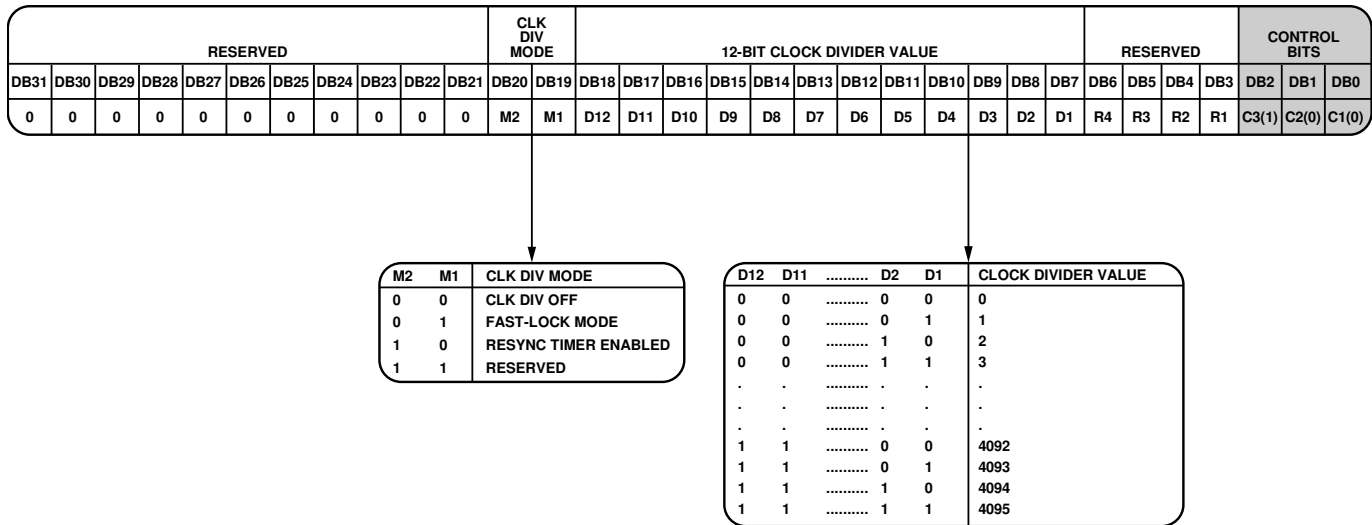 RESERVED CLK DIV MODE 12-BIT CLOCK DIVIDER VALUE RESERVED CONTROL BITS
DB31 DB30 DB29 DB28 DB27 DB26 DB25 DB24 DB23 DB22 DB21 DB20 DB19 DB18 DB17 DB16 DB15 DB14 DB13 DB12 DB11 DB10 DB9 DB8 DB7 DB6 DB5 DB4 DB3 DB2 DB1 DB0
0 0 0 0 0 0 0 0 0 0 0 M2 M1 D12 D11 D10 D9 D8 D7 D6 D5 D4 D3 D2 D1 R4 R3 R2 R1 C3(1) C2(0) C1(0)
M2 M1 CLK DIV MODE
0 0 CLK DIV OFF
0 1 FAST-LOCK MODE
1 0 RESYNC TIMER ENABLED
1 1 RESERVED
D12 D11 .......... D2 D1 CLOCK DIVIDER VALUE
0 0 .......... 0 0 0
0 0 .......... 0 1 1
0 0 .......... 1 0 2
0 0 .......... 1 1 3
. . .......... . . .
. . .......... . . .
. . .......... . . .
1 1 .......... 0 0 4092
1 1 .......... 0 1 4093
1 1 .......... 1 0 4094
1 1 .......... 1 1 4095